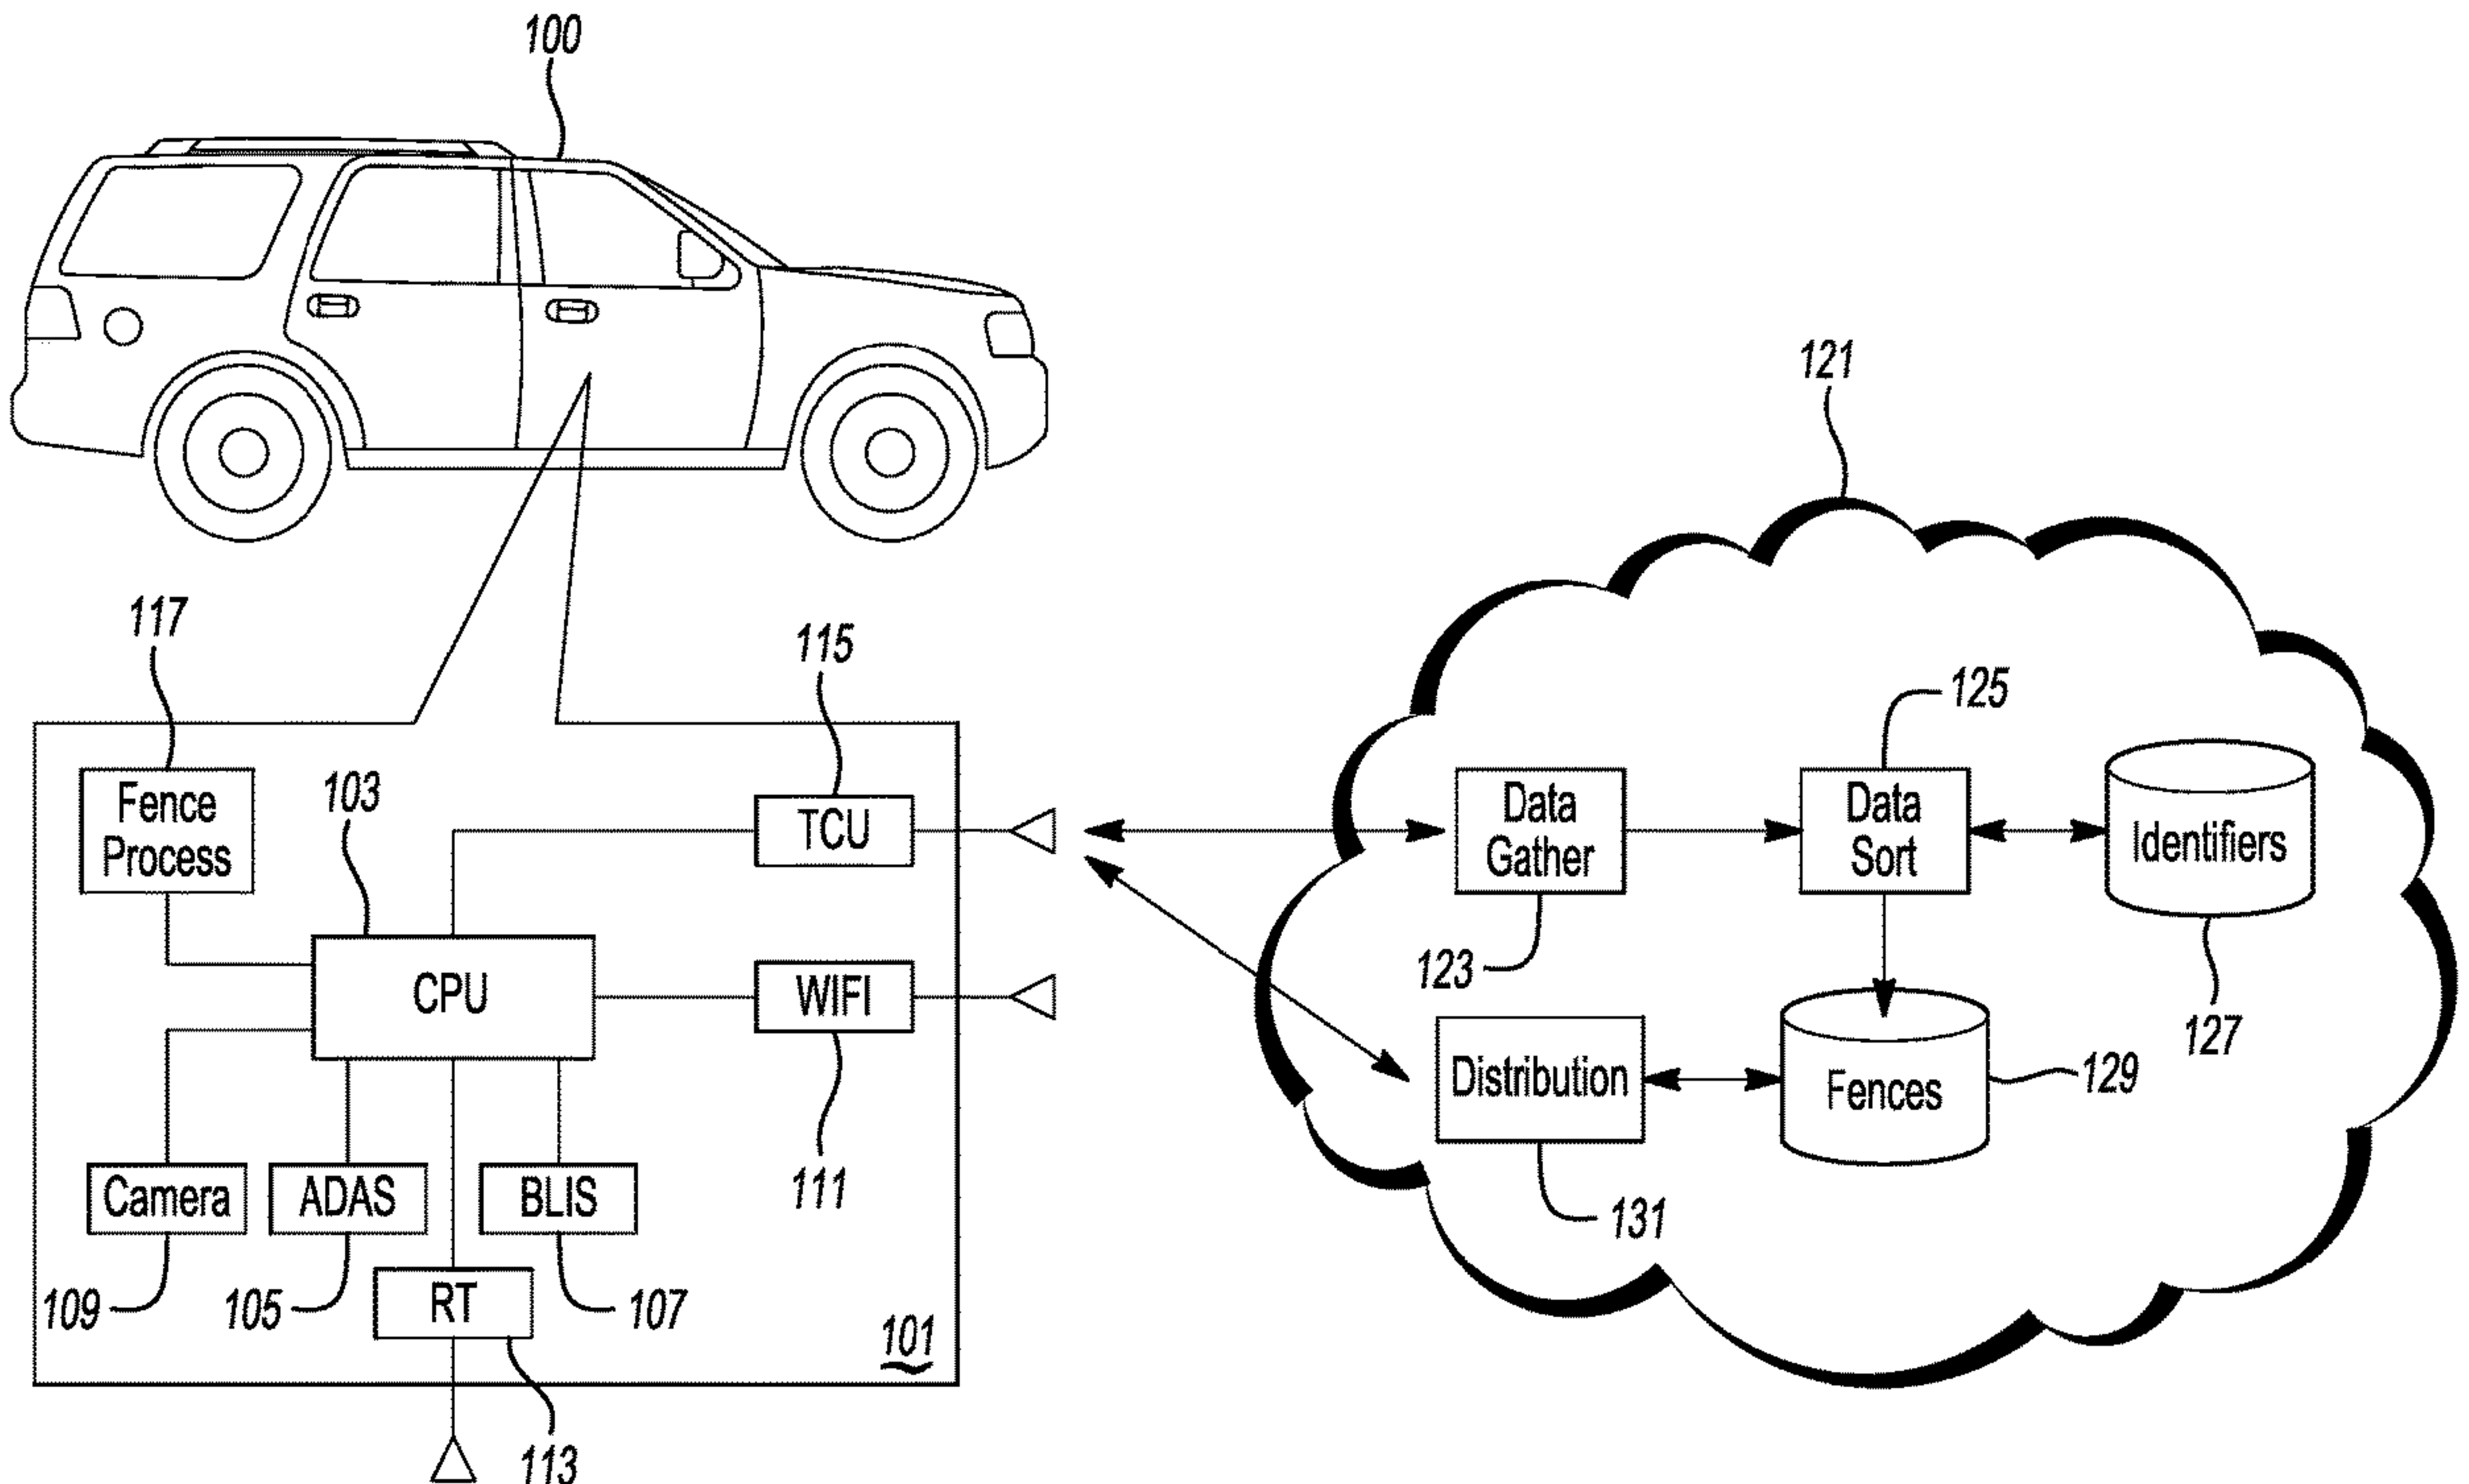 100
121
117
115
125
103
Fence
Process
TCU
Data
Gather
Data
Sort
Identifiers
CPU
WIFI
123
127
Distribution
Fences
129
111
Camera
ADAS
BLIS
131
109
105
RT
107
101
113